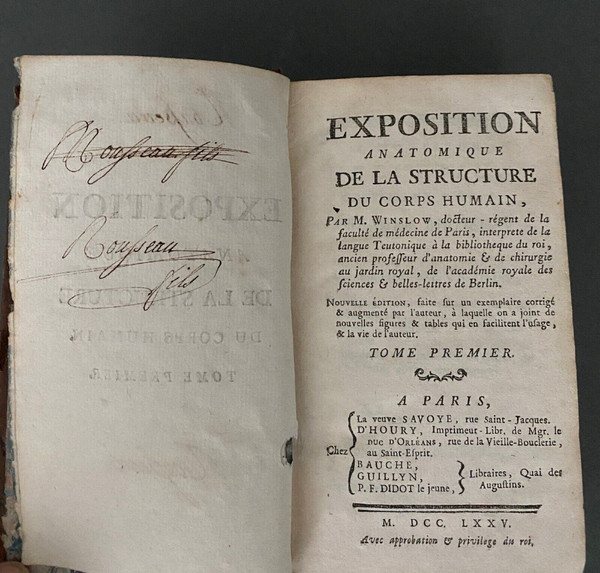 Rouſseau fils
Rouſseau
fils
EXPOSITION
ANATOMIQUE
DE LA STRUCTURE
DU CORPS HUMAIN,
PAR M. WINSLOW, docteur - régent de la
faculté de médecine de Paris, interprete de la
langue Teutonique à la bibliotheque du roi,
ancien profeſſeur d'anatomie & de chirurgie
au jardin royal, de l'académie royale des
ſciences & belles-lettres de Berlin.
NOUVELLE ÉDITION, faite ſur un exemplaire corrigé
& augmenté par l'auteur, à laquelle on a joint de
nouvelles figures & tables qui en facilitent l'uſage,
& la vie de l'auteur.
TOME PREMIER.
A PARIS,
Chez
La veuve SAVOYE, rue Saint - Jacques.
D'HOURY, Imprimeur-Libr. de Mgr. le
DUC D'ORLÉANS, rue de la Vieille-Bouclerie,
au Saint-Eſprit.
BAUCHE,
GUILLYN,
P. F. DIDOT le jeune,
Libraires, Quai des
Auguſtins.
M. DCC. LXXV.
Avec approbation & privilege du roi.